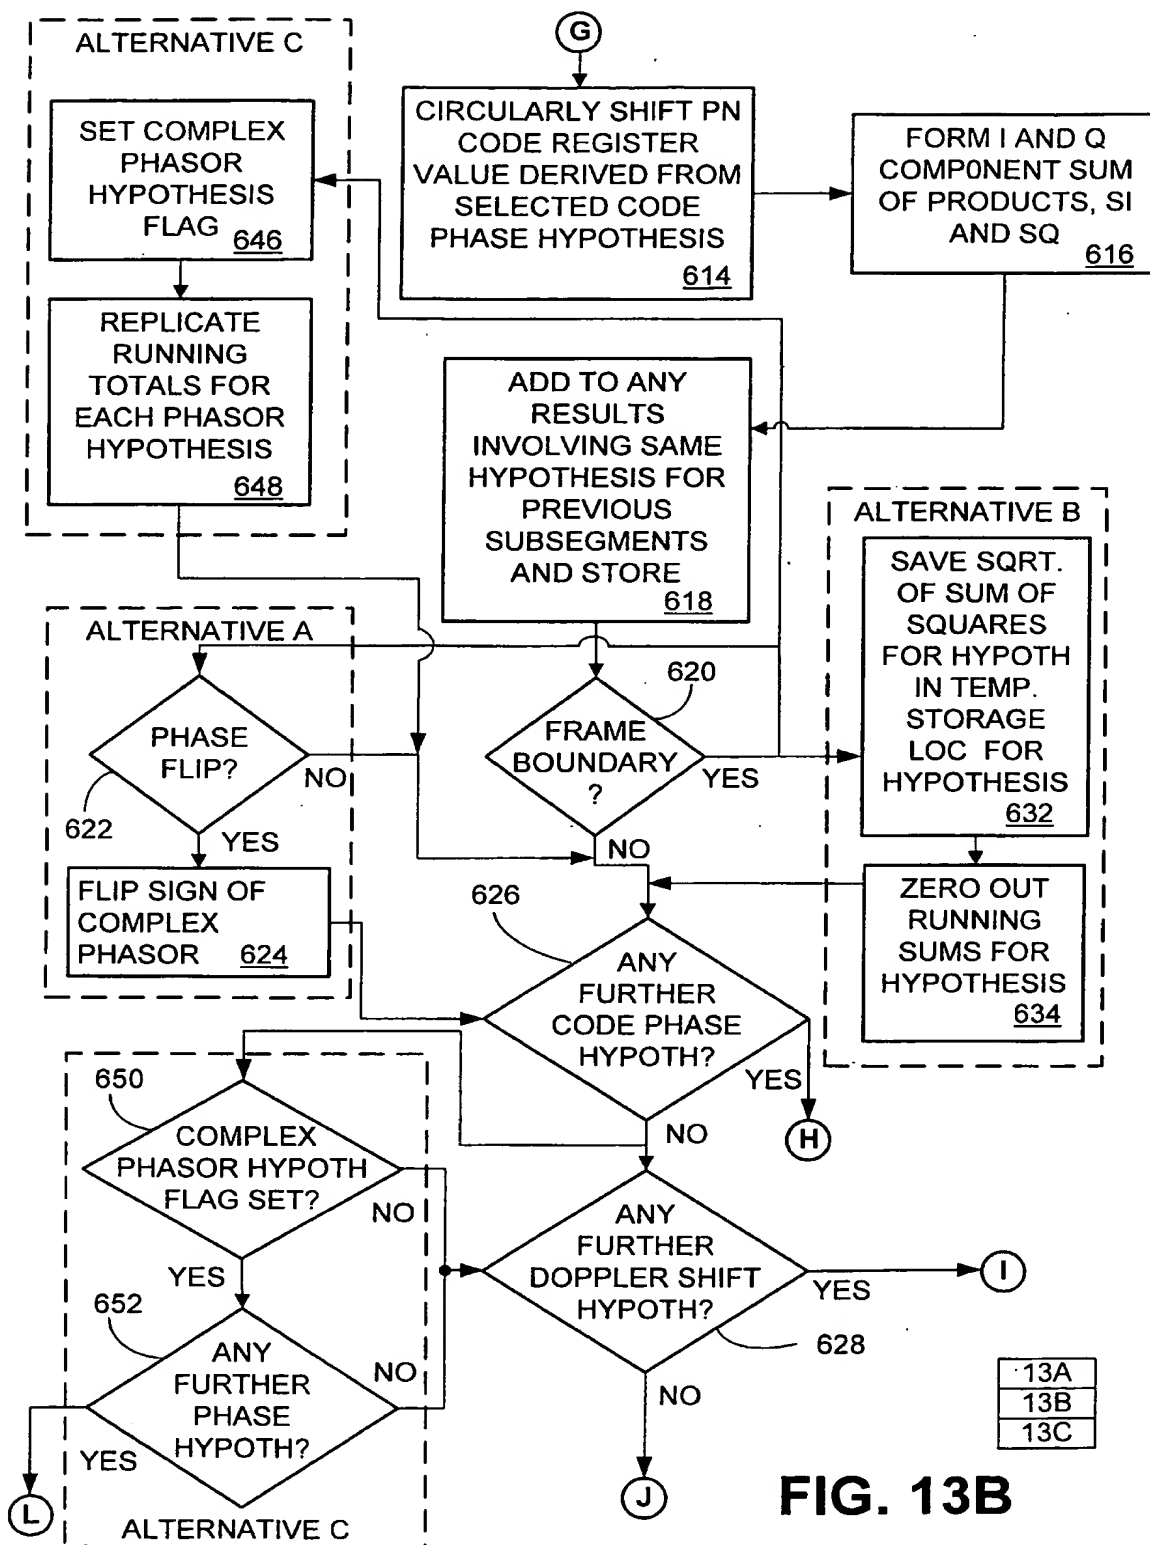 ALTERNATIVE C
SET COMPLEX
PHASOR
HYPOTHESIS
FLAG
646
REPLICATE
RUNNING
TOTALS FOR
EACH PHASOR
HYPOTHESIS
648
G
CIRCULARLY SHIFT PN
CODE REGISTER
VALUE DERIVED FROM
SELECTED CODE
PHASE HYPOTHESIS
614
FORM I AND Q
COMP0NENT SUM
OF PRODUCTS, SI
AND SQ
616
ADD TO ANY
RESULTS
INVOLVING SAME
HYPOTHESIS FOR
PREVIOUS
SUBSEGMENTS
AND STORE
618
ALTERNATIVE B
SAVE SQRT.
OF SUM OF
SQUARES
FOR HYPOTH
IN TEMP.
STORAGE
LOC FOR
HYPOTHESIS
632
ZERO OUT
RUNNING
SUMS FOR
HYPOTHESIS
634
ALTERNATIVE A
PHASE
FLIP?
NO
622
YES
FLIP SIGN OF
COMPLEX
PHASOR
624
620
FRAME
BOUNDARY
?
YES
NO
626
ANY
FURTHER
CODE PHASE
HYPOTH?
YES
H
NO
650
COMPLEX
PHASOR HYPOTH
FLAG SET?
NO
YES
652
ANY
FURTHER
PHASE
HYPOTH?
NO
YES
L
ALTERNATIVE C
ANY
FURTHER
DOPPLER SHIFT
HYPOTH?
YES
I
628
NO
J
13A
13B
13C
FIG. 13B